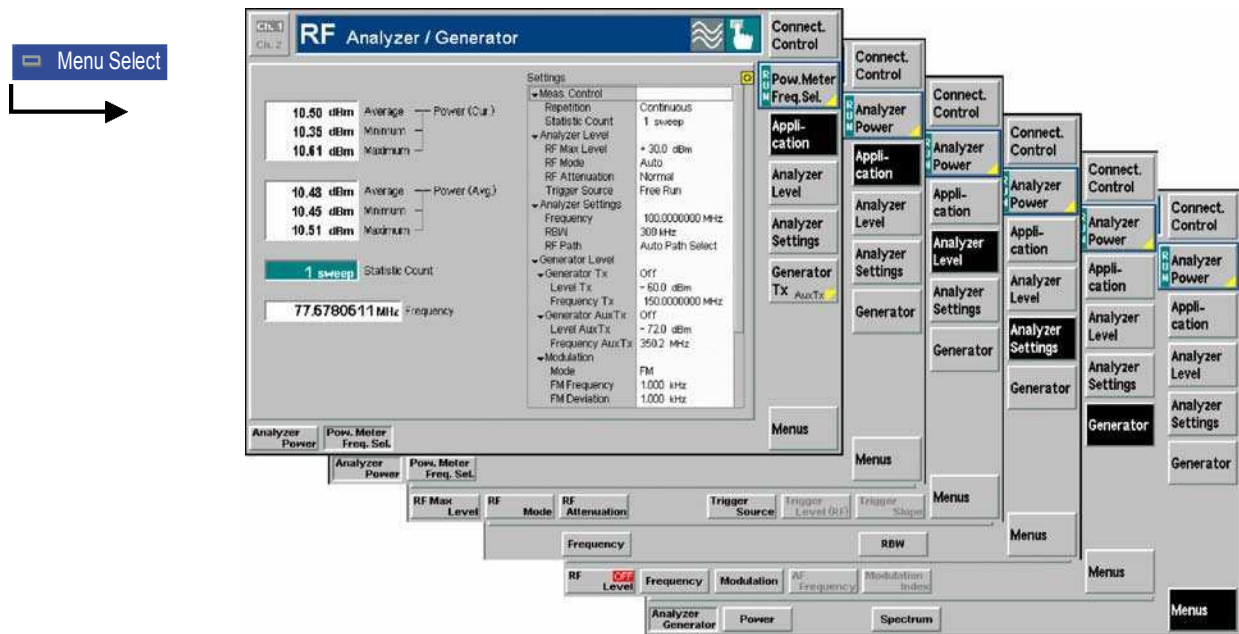 Menu Select
Ch. 1
Ch. 2
RF Analyzer / Generator
Connect. Control
10.50 dBm Average Power (Cur.)
10.35 dBm Minimum
10.61 dBm Maximum
10.48 dBm Average Power (Avg.)
10.45 dBm Minimum
10.51 dBm Maximum
1 sweep Statistic Count
77.6780511 MHz Frequency
Settings
Meas. Control
Repetition Continuous
Statistic Count 1 sweep
Analyzer Level
RF Max Level + 30.0 dBm
RF Mode Auto
RF Attenuation Normal
Trigger Source Free Run
Analyzer Settings
Frequency 100.0000000 MHz
RBW 300 kHz
RF Path Auto Path Select
Generator Level
Generator Tx Off
Level Tx - 60.0 dBm
Frequency Tx 150.0000000 MHz
Generator AuxTx Off
Level AuxTx - 72.0 dBm
Frequency AuxTx 350.2 MHz
Modulation
Mode FM
FM Frequency 1.000 kHz
FM Deviation 1.000 kHz
RUN
Pow.Meter
Freq.Sel.
Appli-
cation
Analyzer
Level
Analyzer
Settings
Generator
Tx AuxTx
Menus
Analyzer Power
Pow. Meter Freq. Sel.
Connect.
Control
RUN
Analyzer
Power
Appli-
cation
Analyzer
Level
Analyzer
Settings
Generator
Menus
Analyzer Power
Pow. Meter Freq. Sel.
Connect.
Control
RUN
Analyzer
Power
Appli-
cation
Analyzer
Level
Analyzer
Settings
Generator
Menus
RF Max Level
RF Mode
RF Attenuation
Trigger Source
Trigger Level (RF)
Trigger Slope
Connect.
Control
Analyzer
Power
Appli-
cation
Analyzer
Level
Analyzer
Settings
Generator
Menus
Frequency
RBW
Connect.
Control
Analyzer
Power
Appli-
cation
Analyzer
Level
Analyzer
Settings
Generator
Menus
RF OFF Level
Frequency
Modulation
AF Frequency
Modulation Index
Connect.
Control
RUN
Analyzer
Power
Appli-
cation
Analyzer
Level
Analyzer
Settings
Generator
Menus
Analyzer Generator
Power
Spectrum